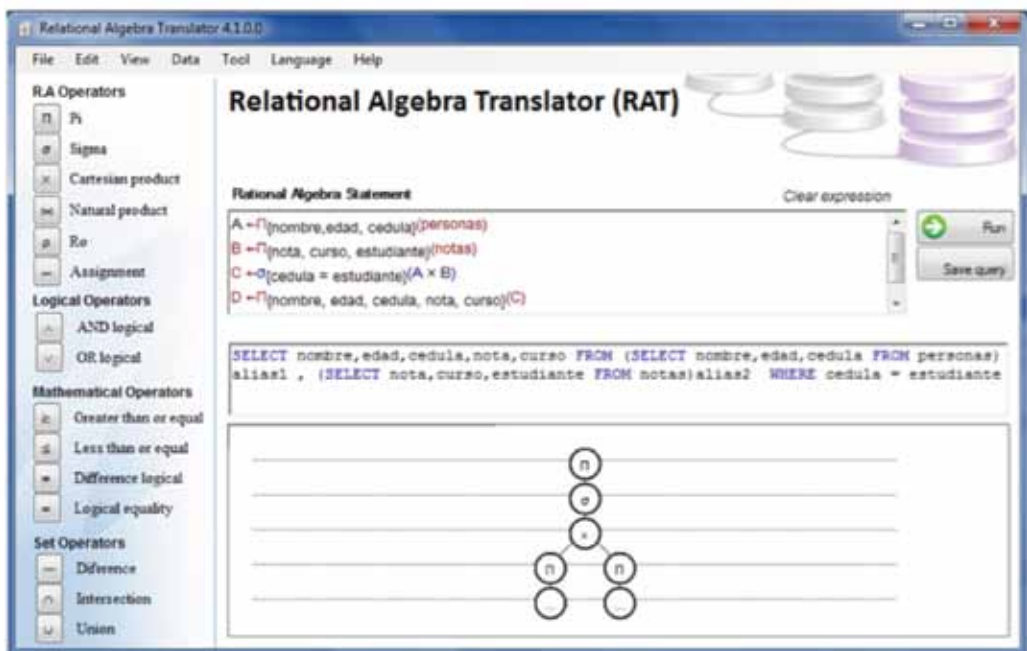 Relational Algebra Translator 4.1.0.0
File Edit View Data Tool Language Help
R.A Operators
Π Pi
σ Sigma
× Cartesian product
⋈ Natural product
ρ Ro
Assignment
Logical Operators
∧ AND logical
∨ OR logical
Mathematical Operators
≥ Greater than or equal
≤ Less than or equal
Difference logical
= Logical equality
Set Operators
— Diference
∩ Intersection
∪ Union
Relational Algebra Translator (RAT)
Rational Algebra Statement Clear expression
A ←Π{nombre,edad, cedula}(personas)
B ←Π{nota, curso, estudiante}(notas)
C ←σ{cedula = estudiante}(A × B)
D ←Π{nombre, edad, cedula, nota, curso}(C)
Run
Save query
SELECT nombre,edad,cedula,nota,curso FROM (SELECT nombre,edad,cedula FROM personas)
alias1 , (SELECT nota,curso,estudiante FROM notas)alias2 WHERE cedula = estudiante
Π
σ
×
Π Π
... ...